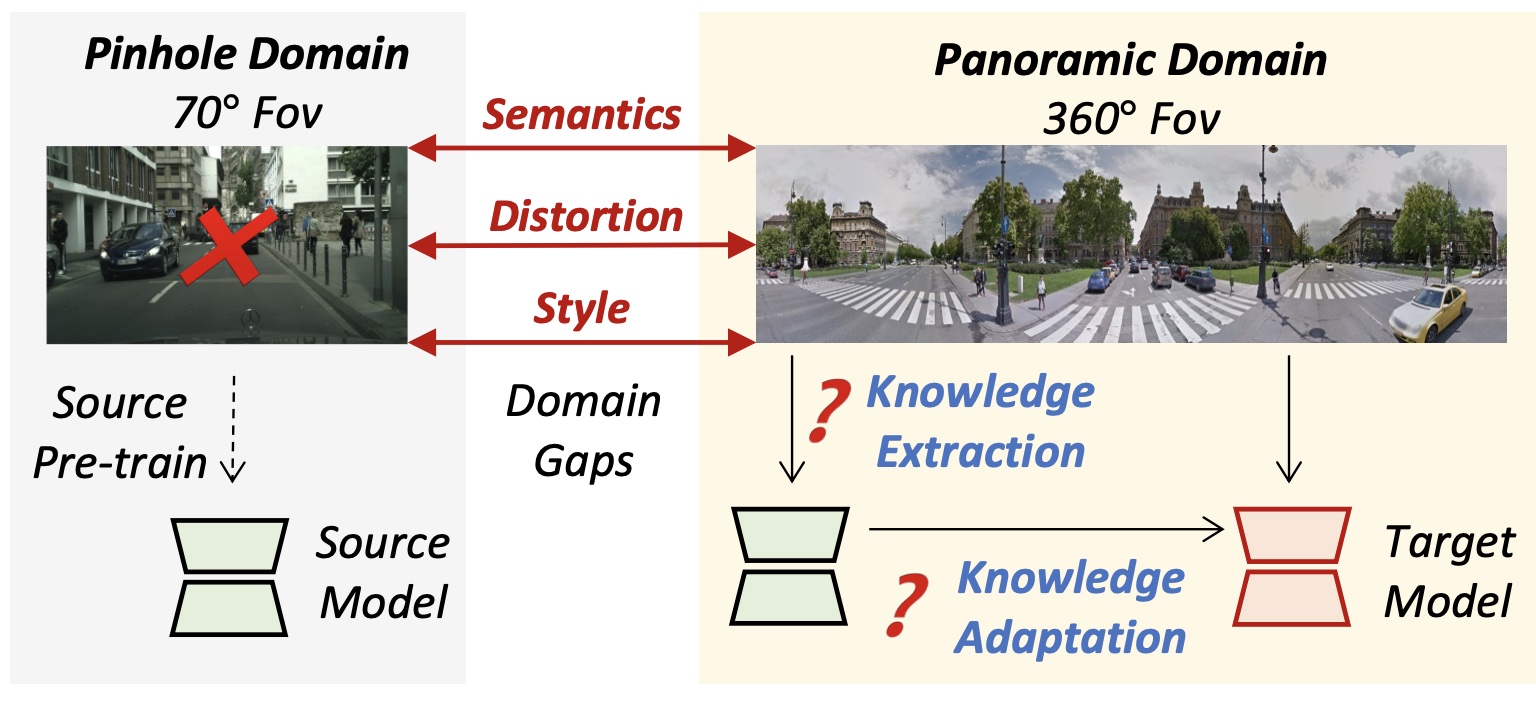 Pinhole Domain
70° Fov
Semantics
Distortion
Style
Domain
Gaps
Source
Pre-train
Source
Model
Panoramic Domain
360° Fov
? Knowledge
Extraction
? Knowledge
Adaptation
Target
Model